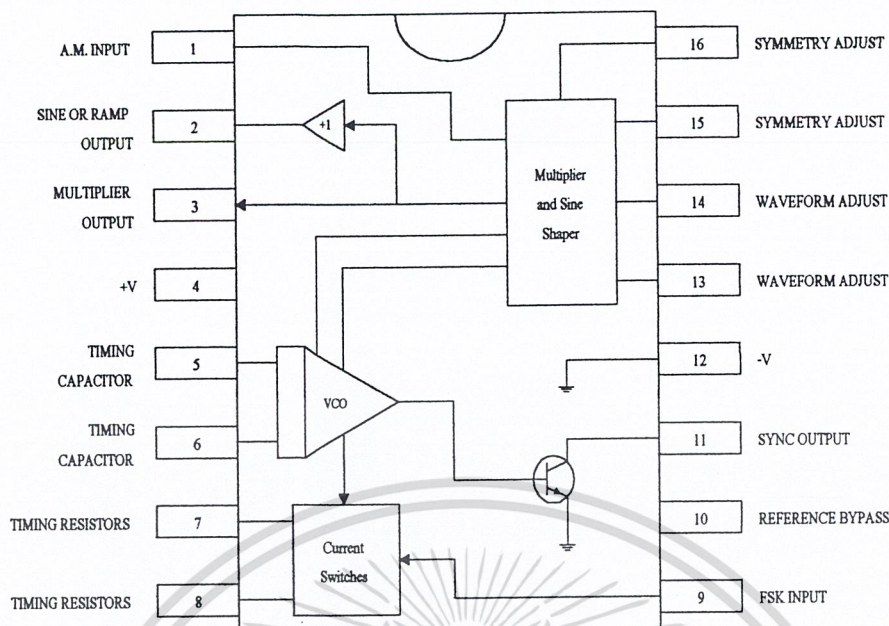 A.M. INPUT
1
SINE OR RAMP
OUTPUT
2
MULTIPLIER
OUTPUT
3
+V
4
TIMING
CAPACITOR
5
TIMING
CAPACITOR
6
TIMING RESISTORS
7
TIMING RESISTORS
8
+1
Multiplier
and Sine
Shaper
VCO
Current
Switches
16
SYMMETRY ADJUST
15
SYMMETRY ADJUST
14
WAVEFORM ADJUST
13
WAVEFORM ADJUST
12
-V
11
SYNC OUTPUT
10
REFERENCE BYPASS
9
FSK INPUT